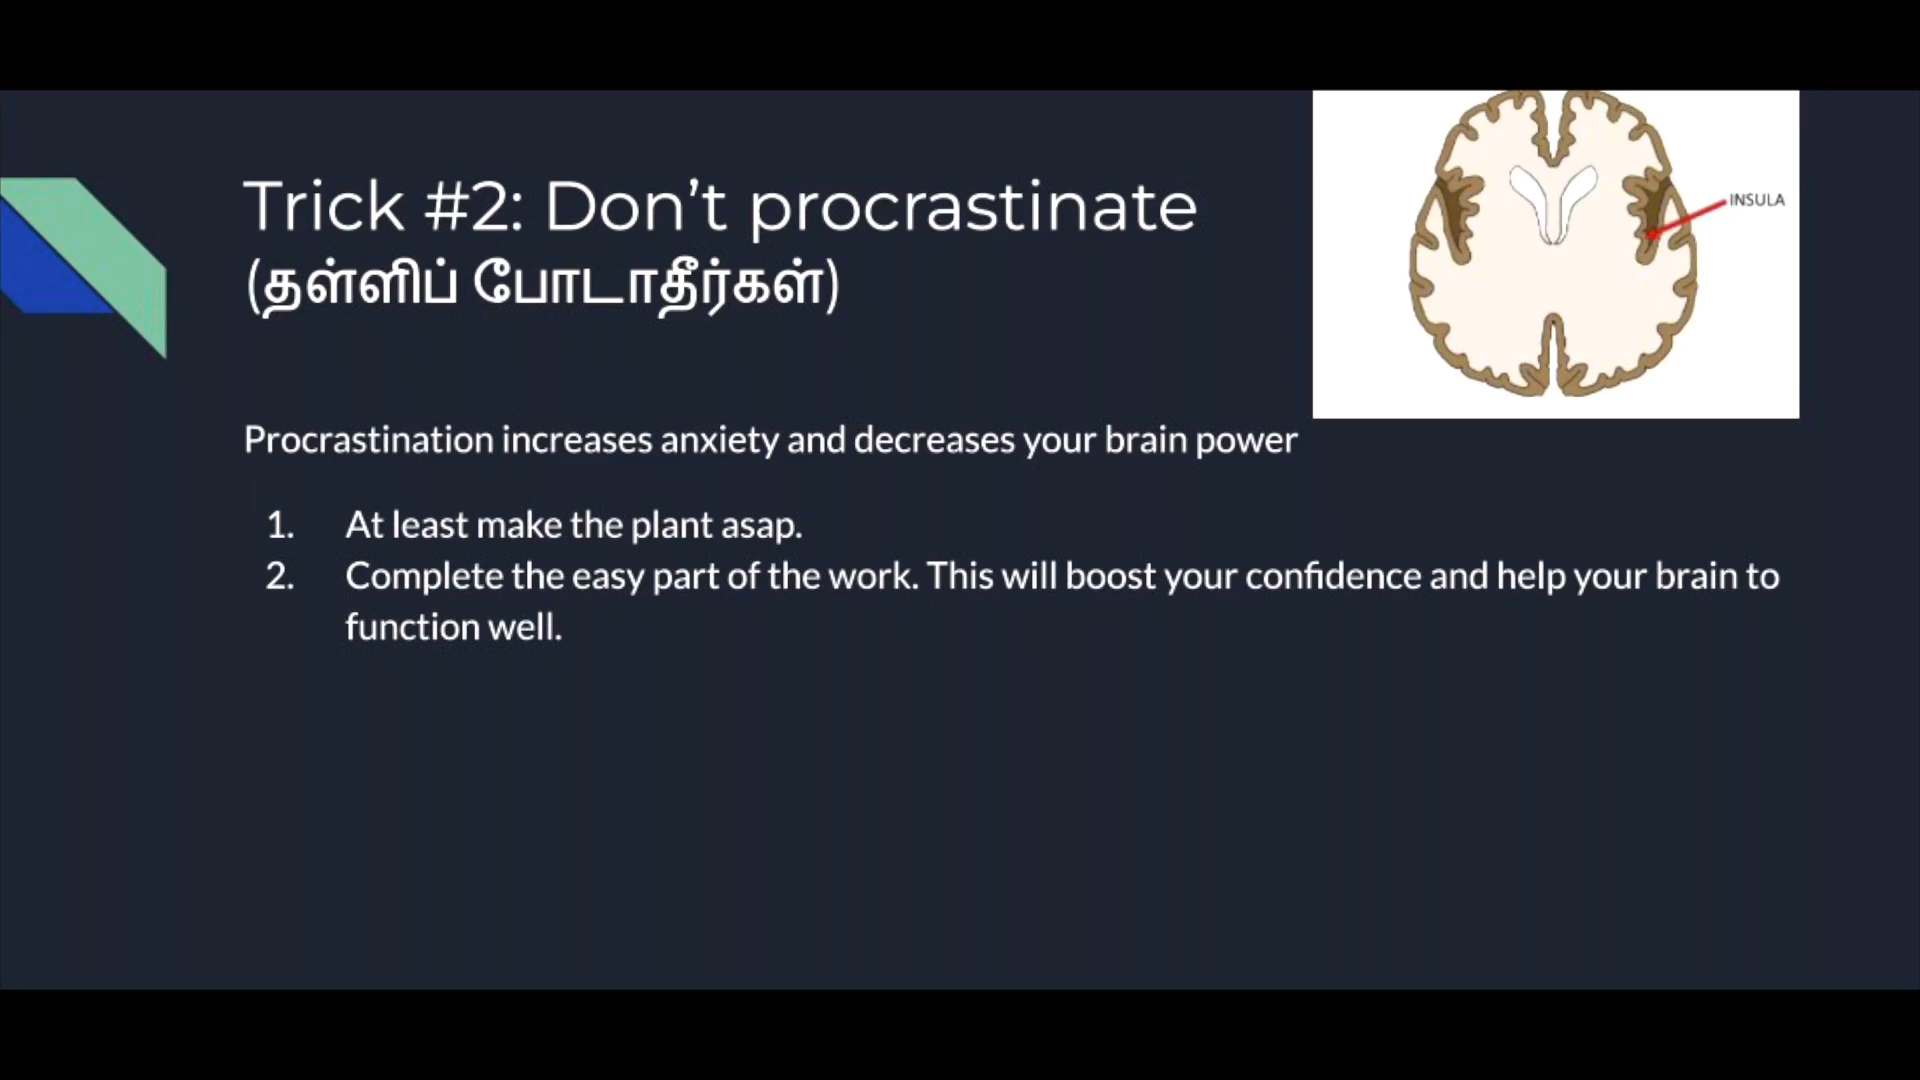 Trick #2: Don’t procrastinate
(தள்ளிப் போடாதீர்கள்)
INSULA
Procrastination increases anxiety and decreases your brain power
1. At least make the plant asap.
2. Complete the easy part of the work. This will boost your confidence and help your brain to
function well.